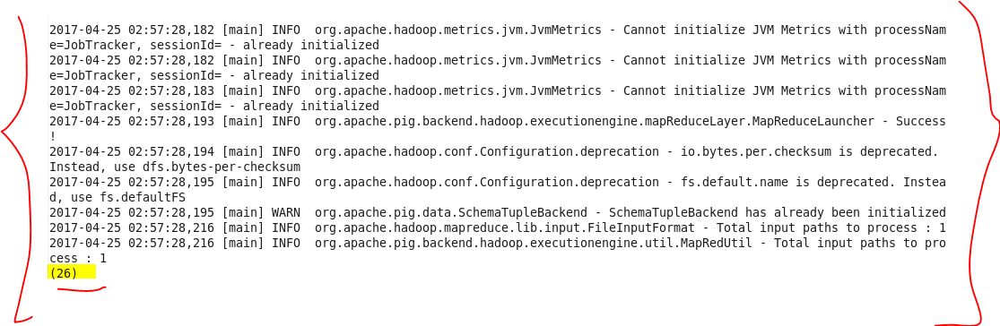 2017-04-25 02:57:28,182 [main] INFO  org.apache.hadoop.metrics.jvm.JvmMetrics - Cannot initialize JVM Metrics with processNam
e=JobTracker, sessionId= - already initialized
2017-04-25 02:57:28,182 [main] INFO  org.apache.hadoop.metrics.jvm.JvmMetrics - Cannot initialize JVM Metrics with processNam
e=JobTracker, sessionId= - already initialized
2017-04-25 02:57:28,183 [main] INFO  org.apache.hadoop.metrics.jvm.JvmMetrics - Cannot initialize JVM Metrics with processNam
e=JobTracker, sessionId= - already initialized
2017-04-25 02:57:28,193 [main] INFO  org.apache.pig.backend.hadoop.executionengine.mapReduceLayer.MapReduceLauncher - Success
!
2017-04-25 02:57:28,194 [main] INFO  org.apache.hadoop.conf.Configuration.deprecation - io.bytes.per.checksum is deprecated.
Instead, use dfs.bytes-per-checksum
2017-04-25 02:57:28,195 [main] INFO  org.apache.hadoop.conf.Configuration.deprecation - fs.default.name is deprecated. Instea
d, use fs.defaultFS
2017-04-25 02:57:28,195 [main] WARN  org.apache.pig.data.SchemaTupleBackend - SchemaTupleBackend has already been initialized
2017-04-25 02:57:28,216 [main] INFO  org.apache.hadoop.mapreduce.lib.input.FileInputFormat - Total input paths to process : 1
2017-04-25 02:57:28,216 [main] INFO  org.apache.pig.backend.hadoop.executionengine.util.MapRedUtil - Total input paths to pro
cess : 1
(26)